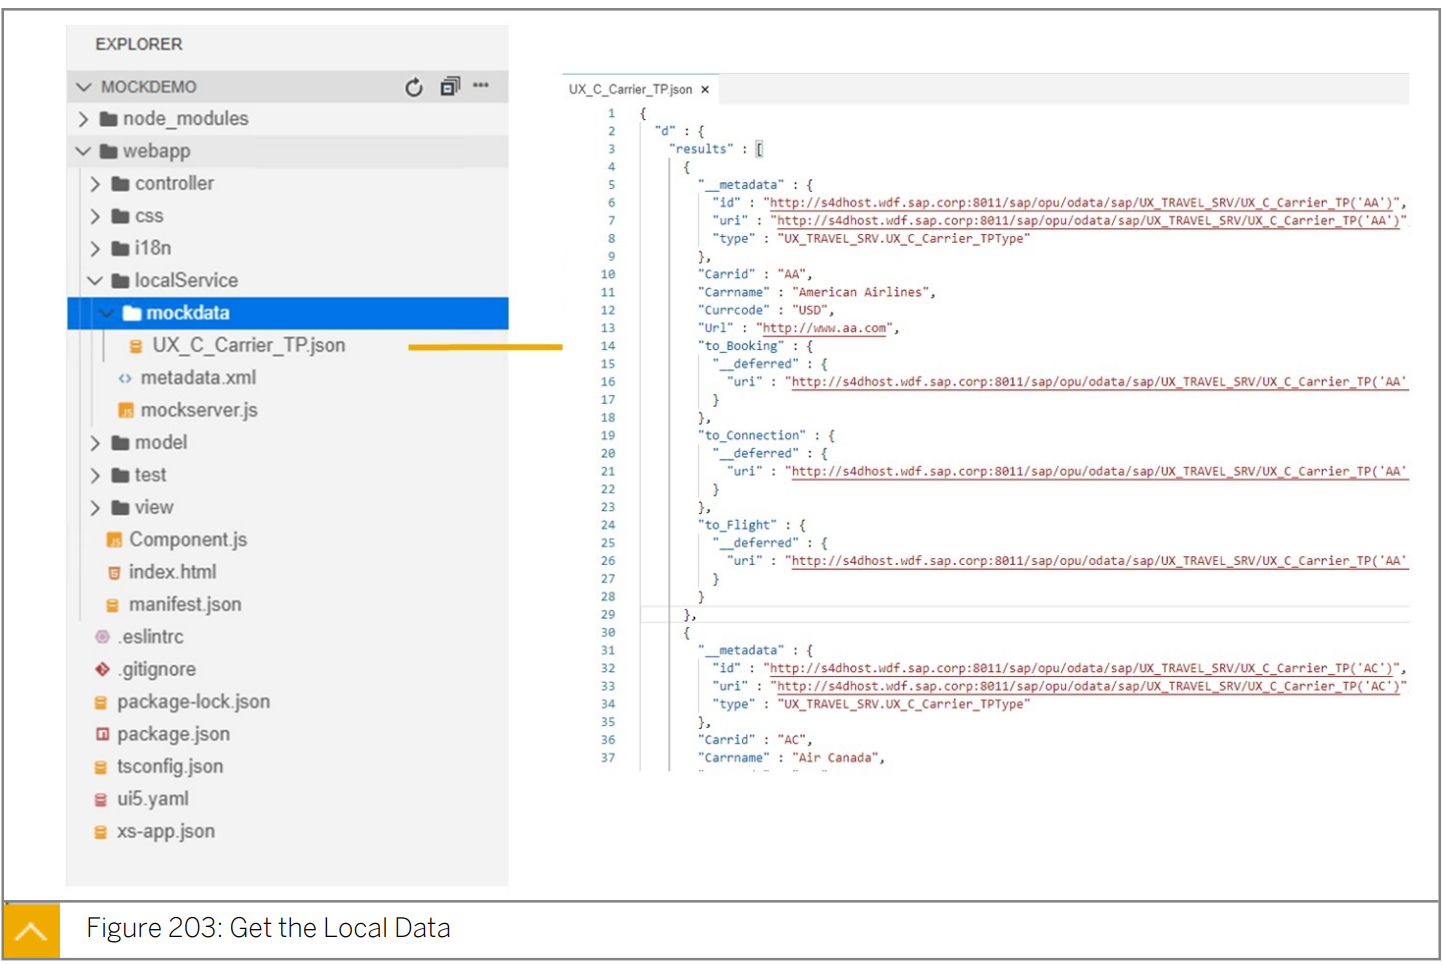 EXPLORER
MOCKDEMO
node_modules
webapp
controller
css
i18n
localService
mockdata
UX_C_Carrier_TP.json
metadata.xml
mockserver.js
model
test
view
Component.js
index.html
manifest.json
.eslintrc
.gitignore
package-lock.json
package.json
tsconfig.json
ui5.yaml
xs-app.json
UX_C_Carrier_TP.json ×
1 {
2 "d" : {
3 "results" : [
4 {
5 "__metadata" : {
6 "id" : "http://s4dhost.wdf.sap.corp:8011/sap/opu/odata/sap/UX_TRAVEL_SRV/UX_C_Carrier_TP('AA')",
7 "uri" : "http://s4dhost.wdf.sap.corp:8011/sap/opu/odata/sap/UX_TRAVEL_SRV/UX_C_Carrier_TP('AA')"
8 "type" : "UX_TRAVEL_SRV.UX_C_Carrier_TPType"
9 },
10 "Carrid" : "AA",
11 "Carrname" : "American Airlines",
12 "Currcode" : "USD",
13 "Url" : "http://www.aa.com",
14 "to_Booking" : {
15 "__deferred" : {
16 "uri" : "http://s4dhost.wdf.sap.corp:8011/sap/opu/odata/sap/UX_TRAVEL_SRV/UX_C_Carrier_TP('AA'
17 }
18 },
19 "to_Connection" : {
20 "__deferred" : {
21 "uri" : "http://s4dhost.wdf.sap.corp:8011/sap/opu/odata/sap/UX_TRAVEL_SRV/UX_C_Carrier_TP('AA'
22 }
23 },
24 "to_Flight" : {
25 "__deferred" : {
26 "uri" : "http://s4dhost.wdf.sap.corp:8011/sap/opu/odata/sap/UX_TRAVEL_SRV/UX_C_Carrier_TP('AA'
27 }
28 }
29 },
30 {
31 "__metadata" : {
32 "id" : "http://s4dhost.wdf.sap.corp:8011/sap/opu/odata/sap/UX_TRAVEL_SRV/UX_C_Carrier_TP('AC')",
33 "uri" : "http://s4dhost.wdf.sap.corp:8011/sap/opu/odata/sap/UX_TRAVEL_SRV/UX_C_Carrier_TP('AC')"
34 "type" : "UX_TRAVEL_SRV.UX_C_Carrier_TPType"
35 },
36 "Carrid" : "AC",
37 "Carrname" : "Air Canada",
Figure 203: Get the Local Data